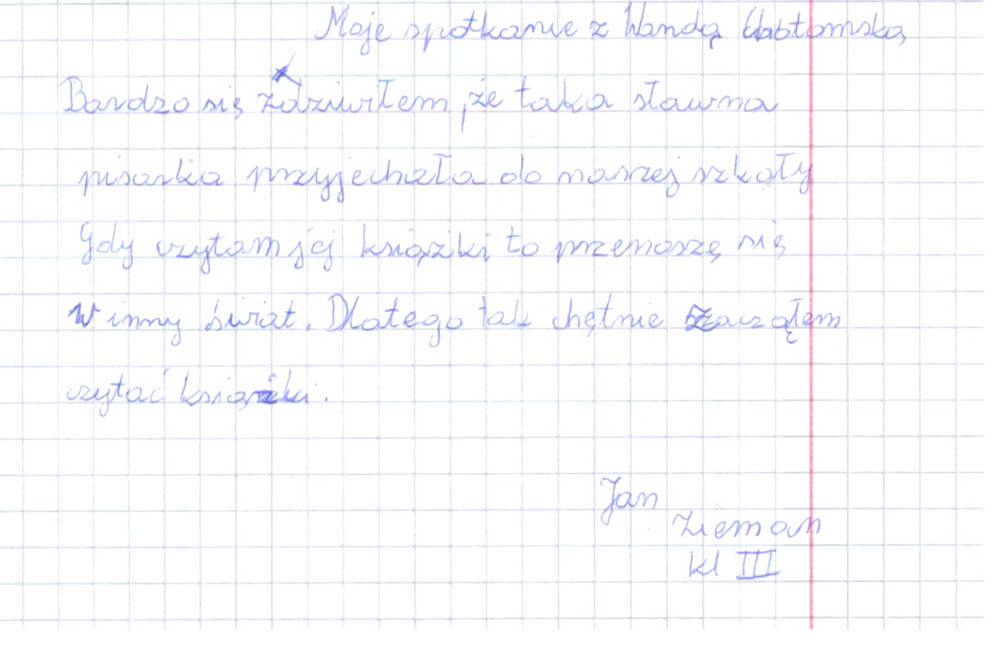 Moje spotkanie z Wandą Chotomską
Bardzo się zdziwiłem, że taka sławna
pisarka przyjechała do naszej szkoły
Gdy czytam jej książki to przenoszę się
w inny świat. Dlatego tak chętnie zacząłem
czytać książki.
Jan
Zieman
kl III